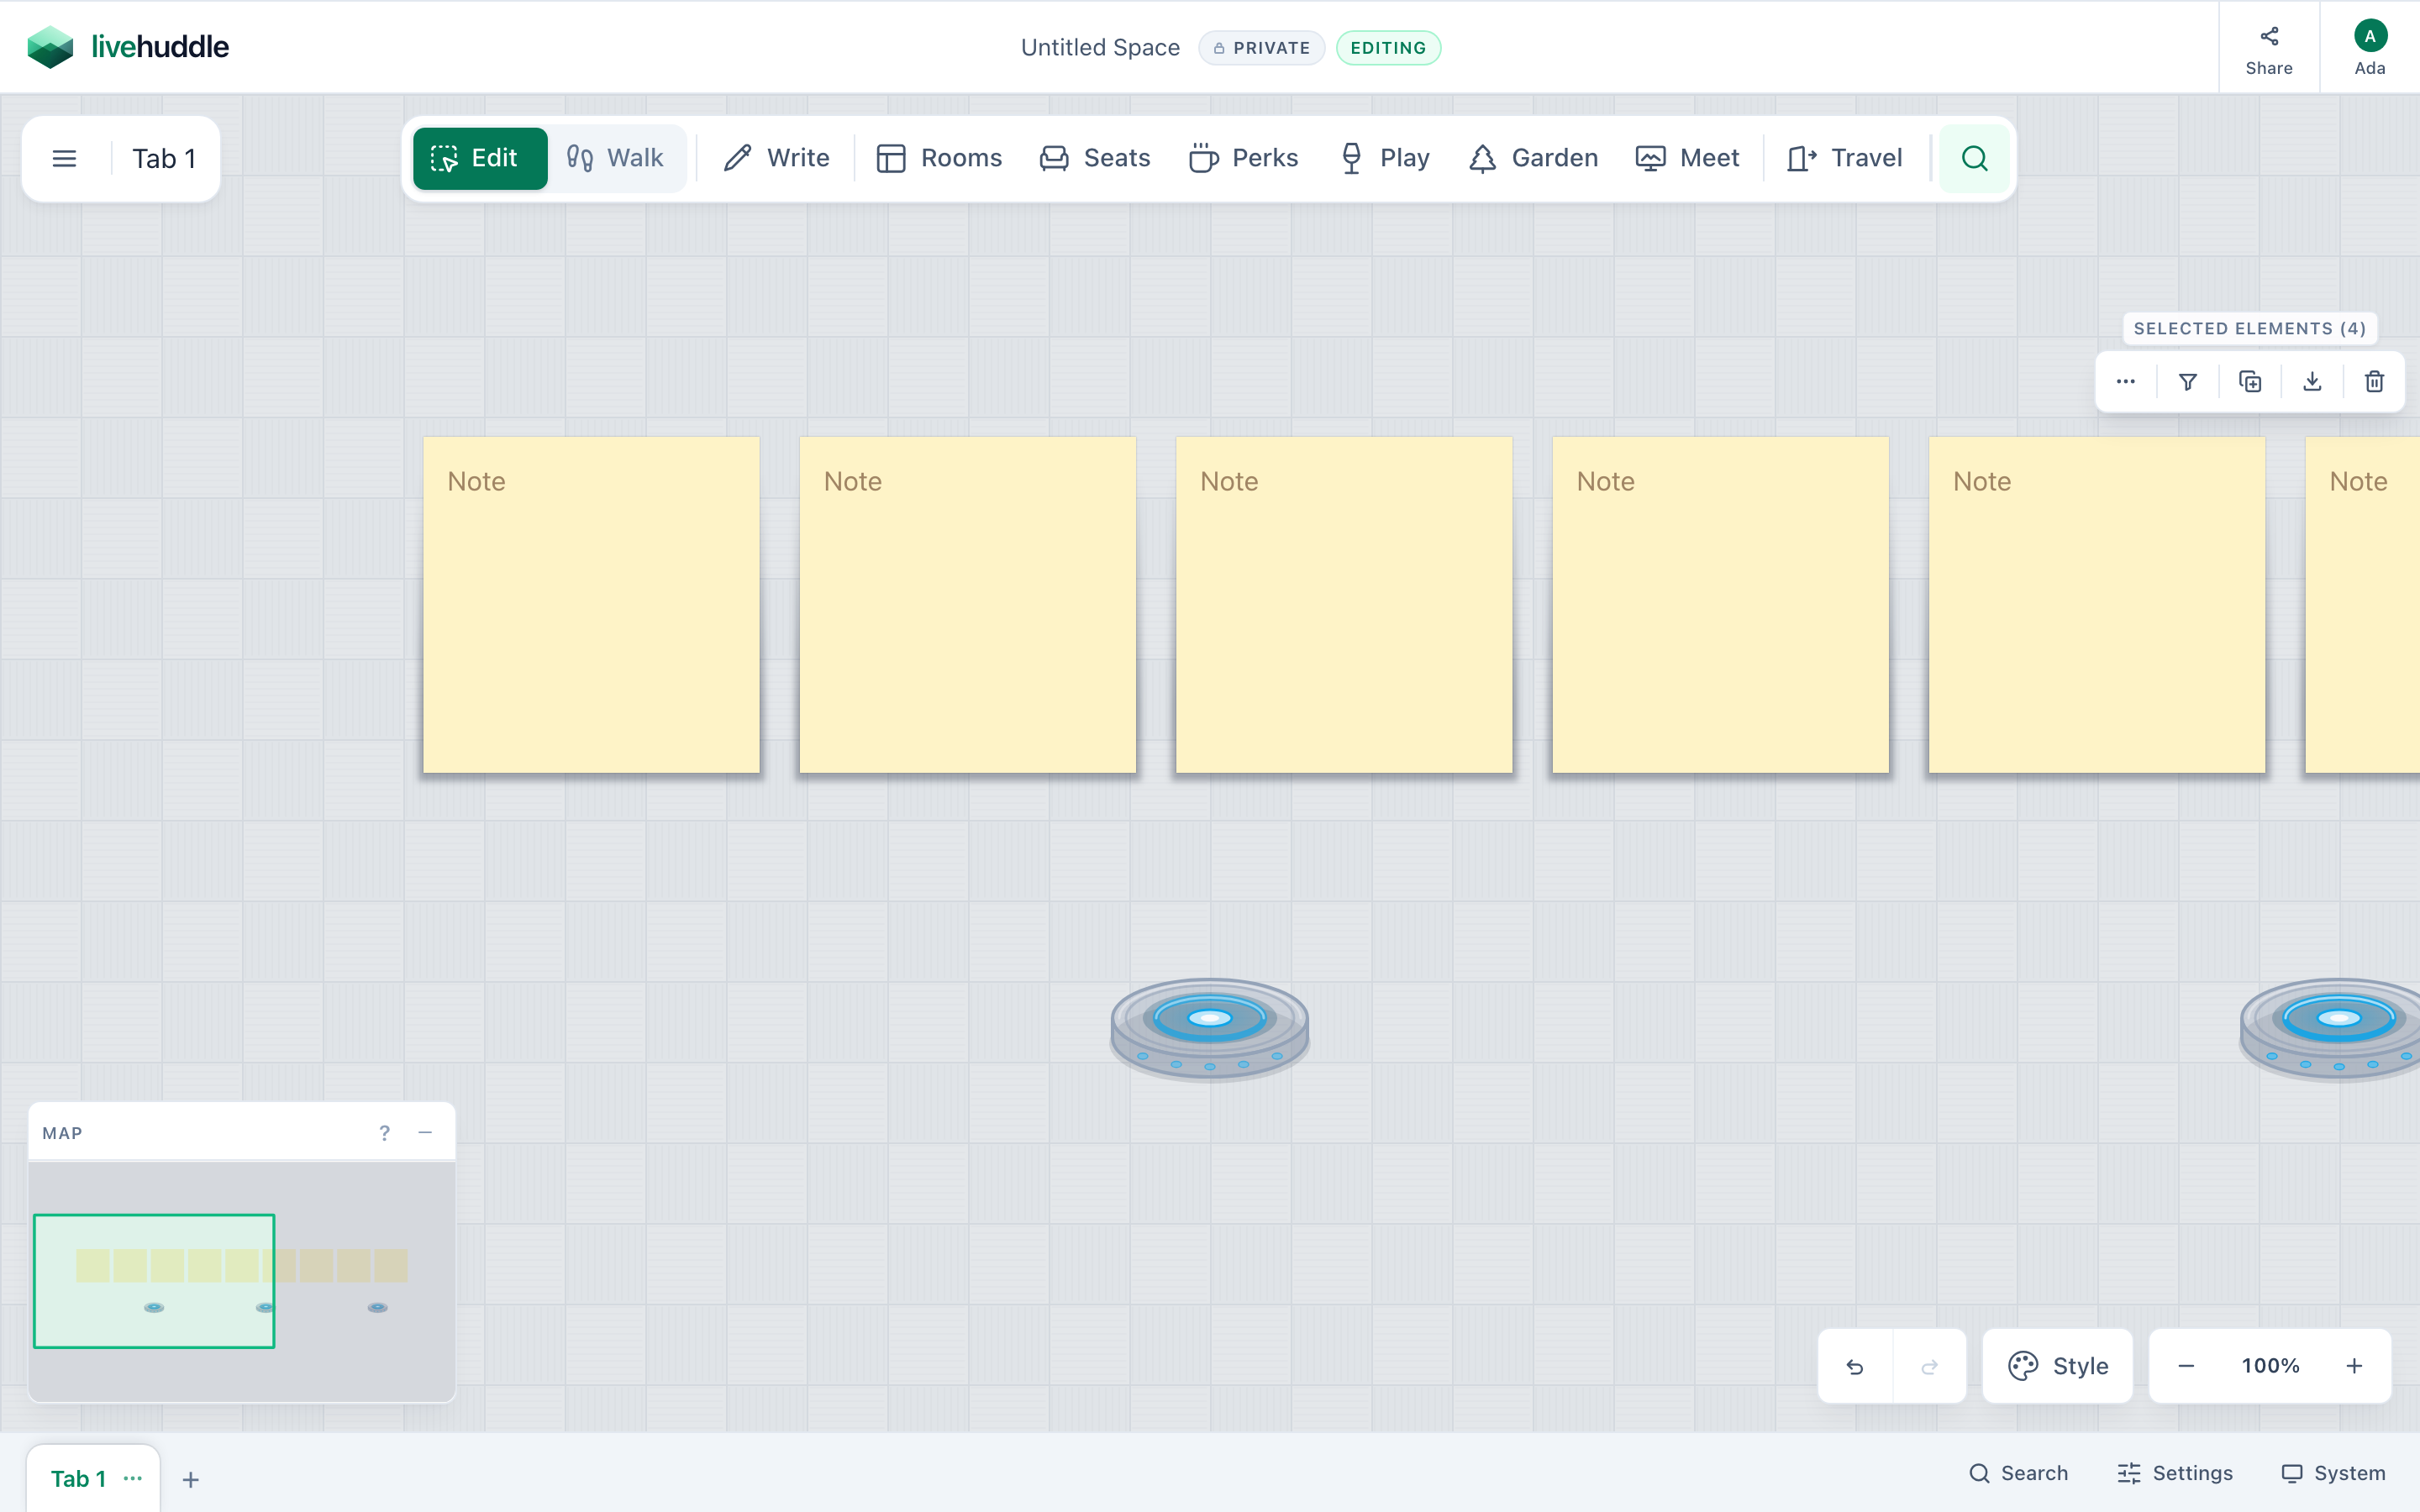 livehuddle
Untitled Space PRIVATE EDITING
Share
A
Ada
Tab 1
Edit Walk Write Rooms Seats Perks Play Garden Meet Travel
SELECTED ELEMENTS (4)
Note Note Note Note Note Note
MAP ?
Style 100%
Tab 1
Search Settings System